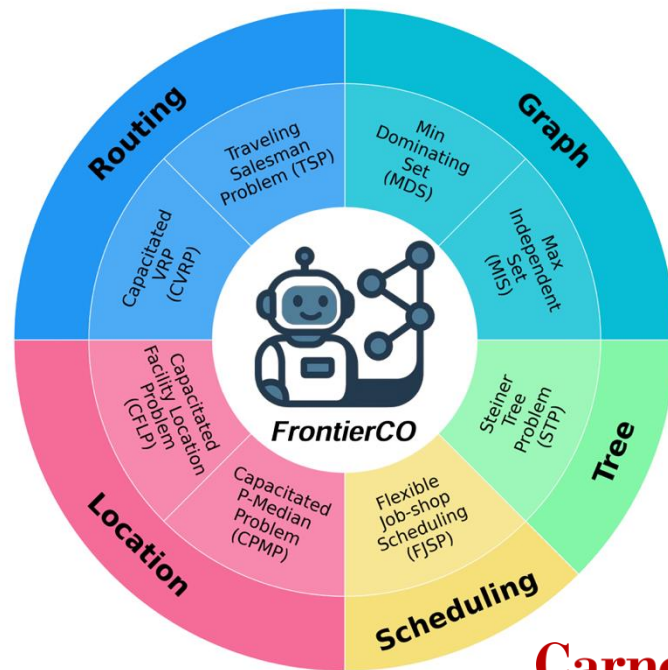 Routing
Graph
Traveling
Salesman
Problem (TSP)
Min
Dominating
Set
(MDS)
Capacitated
VRP
(CVRP)
Max
Independent
Set
(MIS)
FrontierCO
Capacitated
Facility Location
Problem
(CFLP)
Steiner
Tree
Problem
(STP)
Capacitated
P-Median
Problem
(CPMP)
Flexible
Job-shop
Scheduling
(FJSP)
Location
Tree
Scheduling